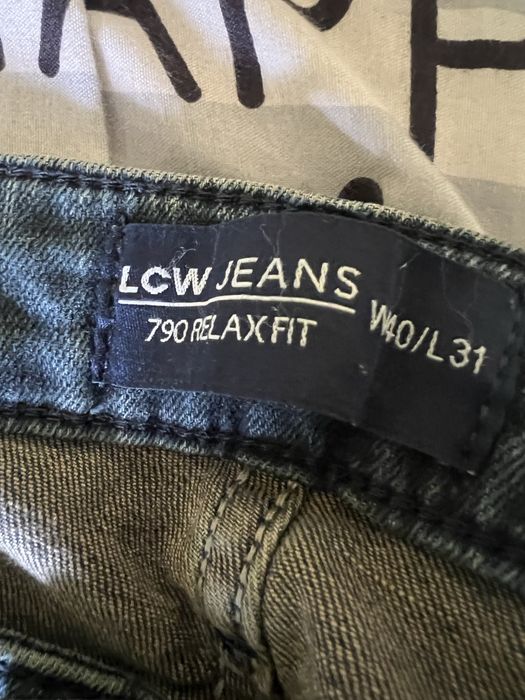 LCW JEANS
790 RELAX FIT
W40/L31